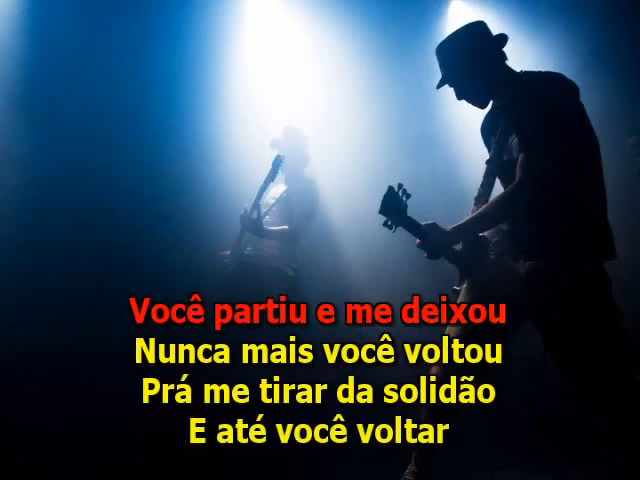 Você partiu e me deixou
Nunca mais você voltou
Prá me tirar da solidão
E até você voltar